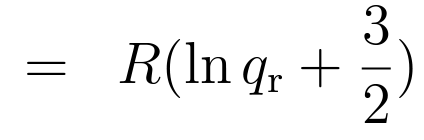 = R(ln q_r + 3/2)